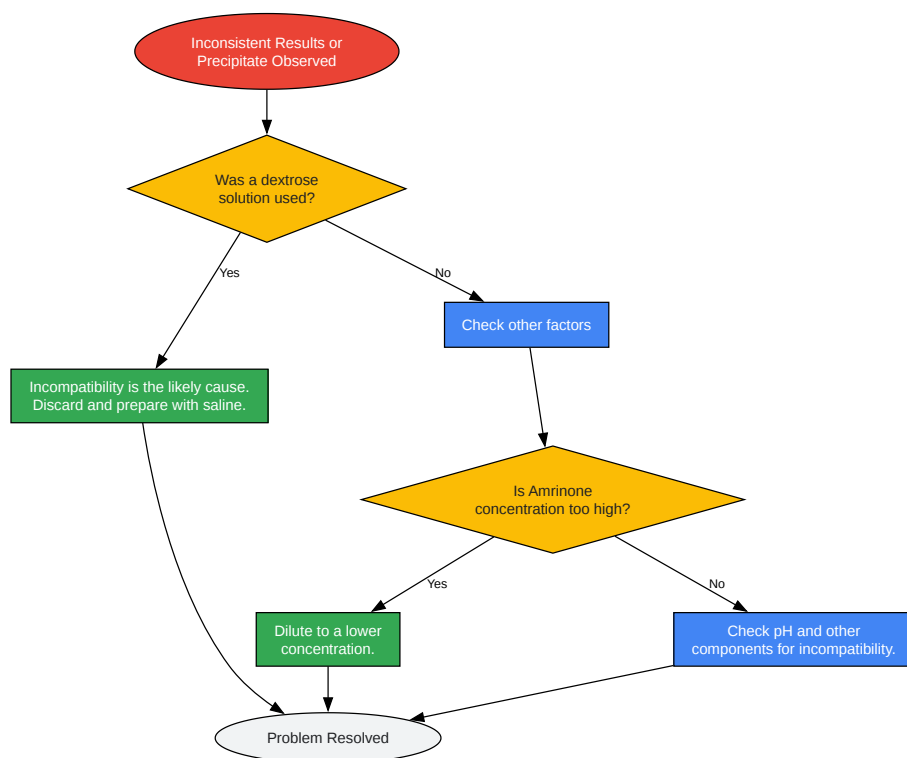 Inconsistent Results or
Precipitate Observed
Was a dextrose
solution used?
Yes
No
Check other factors
Incompatibility is the likely cause.
Discard and prepare with saline.
Is Amrinone
concentration too high?
Yes
No
Dilute to a lower
concentration.
Check pH and other
components for incompatibility.
Problem Resolved